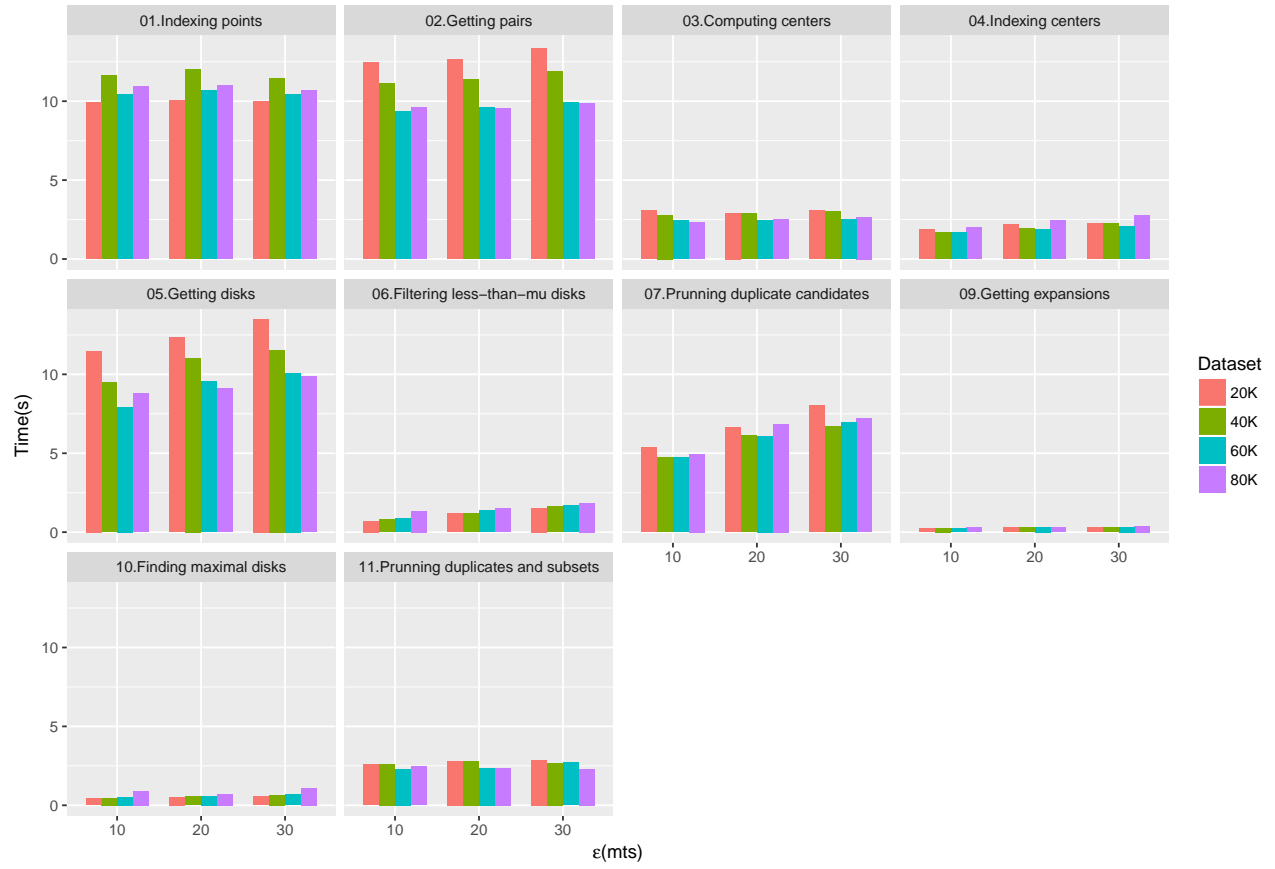 01.Indexing points
02.Getting pairs
03.Computing centers
04.Indexing centers
10
5
0
05.Getting disks
06.Filtering less−than−mu disks
07.Prunning duplicate candidates
09.Getting expansions
10
5
0
10 20 30
10 20 30
10.Finding maximal disks
11.Prunning duplicates and subsets
10
5
0
10 20 30
10 20 30
ε(mts)
Time(s)
Dataset
20K
40K
60K
80K